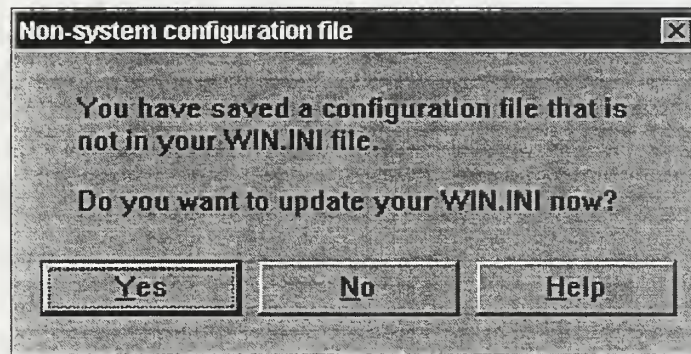 Non-system configuration file
You have saved a configuration file that is
not in your WIN.INI file.
Do you want to update your WIN.INI now?
Yes
No
Help